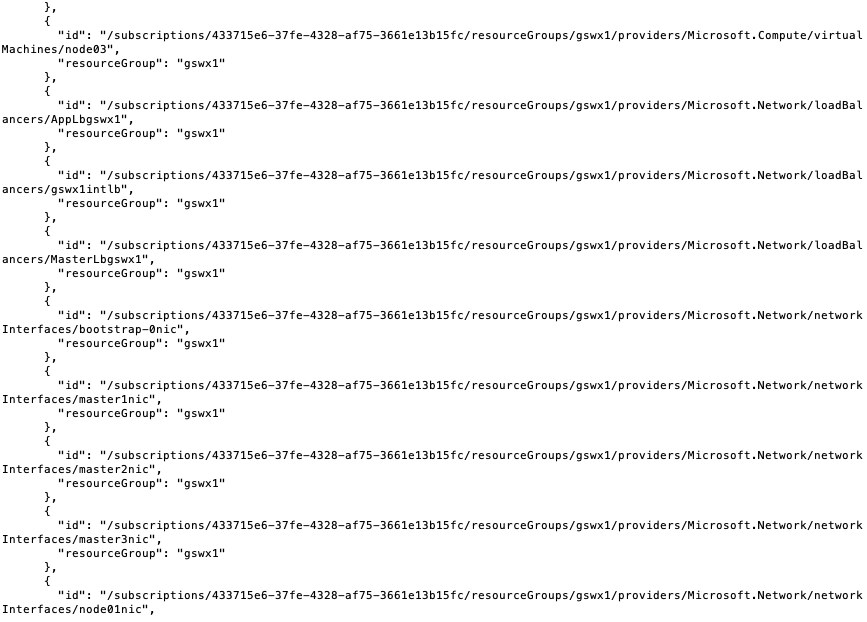 },
{
"id": "/subscriptions/433715e6-37fe-4328-af75-3661e13b15fc/resourceGroups/gswx1/providers/Microsoft.Compute/virtual
Machines/node03",
"resourceGroup": "gswx1"
},
{
"id": "/subscriptions/433715e6-37fe-4328-af75-3661e13b15fc/resourceGroups/gswx1/providers/Microsoft.Network/loadBal
ancers/AppLbgswx1",
"resourceGroup": "gswx1"
},
{
"id": "/subscriptions/433715e6-37fe-4328-af75-3661e13b15fc/resourceGroups/gswx1/providers/Microsoft.Network/loadBal
ancers/gswx1intlb",
"resourceGroup": "gswx1"
},
{
"id": "/subscriptions/433715e6-37fe-4328-af75-3661e13b15fc/resourceGroups/gswx1/providers/Microsoft.Network/loadBal
ancers/MasterLbgswx1",
"resourceGroup": "gswx1"
},
{
"id": "/subscriptions/433715e6-37fe-4328-af75-3661e13b15fc/resourceGroups/gswx1/providers/Microsoft.Network/network
Interfaces/bootstrap-0nic",
"resourceGroup": "gswx1"
},
{
"id": "/subscriptions/433715e6-37fe-4328-af75-3661e13b15fc/resourceGroups/gswx1/providers/Microsoft.Network/network
Interfaces/master1nic",
"resourceGroup": "gswx1"
},
{
"id": "/subscriptions/433715e6-37fe-4328-af75-3661e13b15fc/resourceGroups/gswx1/providers/Microsoft.Network/network
Interfaces/master2nic",
"resourceGroup": "gswx1"
},
{
"id": "/subscriptions/433715e6-37fe-4328-af75-3661e13b15fc/resourceGroups/gswx1/providers/Microsoft.Network/network
Interfaces/master3nic",
"resourceGroup": "gswx1"
},
{
"id": "/subscriptions/433715e6-37fe-4328-af75-3661e13b15fc/resourceGroups/gswx1/providers/Microsoft.Network/network
Interfaces/node01nic",